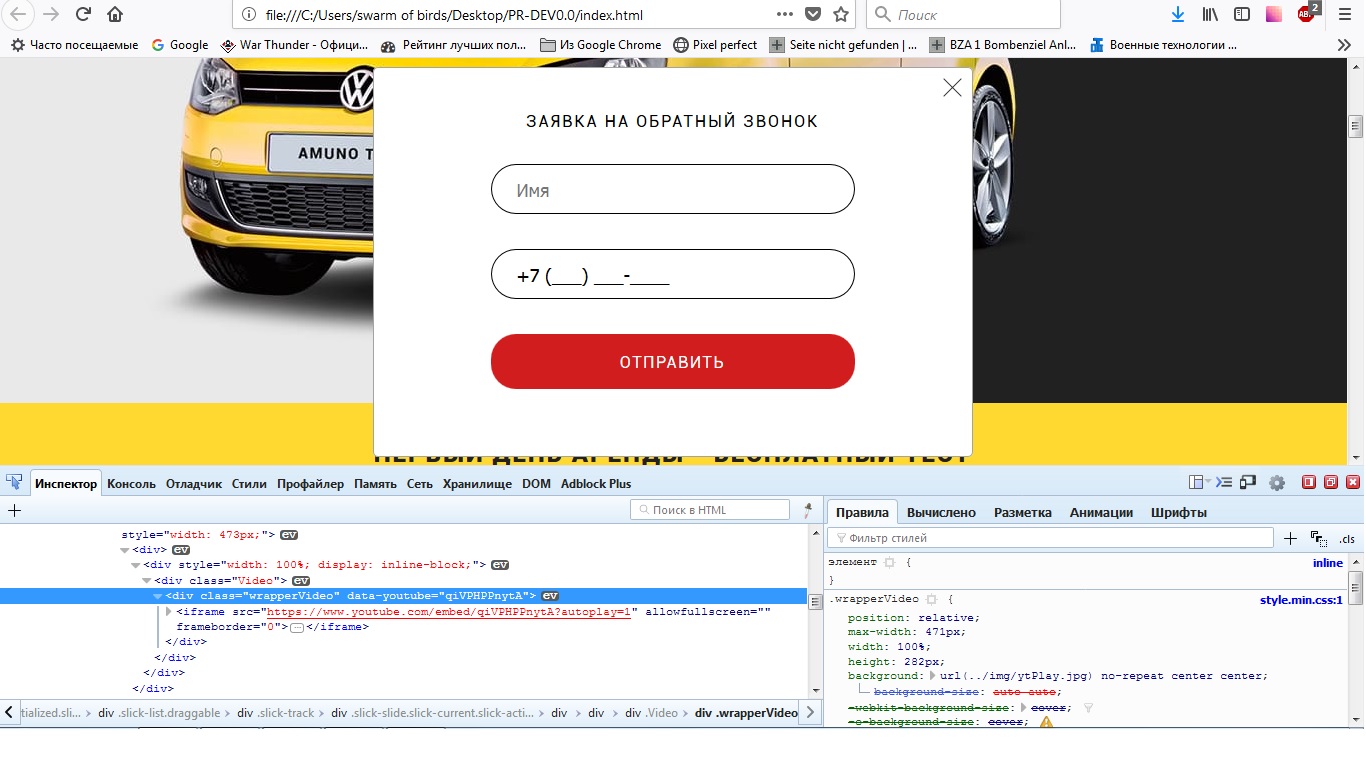 file:///C:/Users/swarm of birds/Desktop/PR-DEV0.0/index.html
Поиск
2
Часто посещаемые
Google
War Thunder - Офици...
Рейтинг лучших пол...
Из Google Chrome
Pixel perfect
Seite nicht gefunden | ...
BZA 1 Bombenziel Anl...
Военные технологии ...
AMUNO T
ЗАЯВКА НА ОБРАТНЫЙ ЗВОНОК
Имя
+7 (___) ___-____
ОТПРАВИТЬ
ПЕРВЫЙ ДЕНЬ АРЕНДЫ - БЕСПЛАТНЫЙ ТЕСТ
Инспектор Консоль Отладчик Стили Профайлер Память Сеть Хранилище DOM Adblock Plus
+ Поиск в HTML
style="width: 473px;"> ev
<div> ev
<div style="width: 100%; display: inline-block;"> ev
<div class="Video"> ev
<div class="wrapperVideo" data-youtube="qiVPHPPnytA"> ev
<iframe src="https://www.youtube.com/embed/qiVPHPPnytA?autoplay=1" allowfullscreen=""
frameborder="0"></iframe>
</div>
</div>
</div>
</div>
tialized.sli... div .slick-list.draggable div .slick-track div .slick-slide.slick-current.slick-acti... div div div .Video div .wrapperVideo
Правила Вычислено Разметка Анимации Шрифты
Фильтр стилей + .cls
элемент { inline
}
.wrapperVideo { style.min.css:1
position: relative;
max-width: 471px;
width: 100%;
height: 282px;
background: url(../img/ytPlay.jpg) no-repeat center center;
background-size: auto auto;
-webkit-background-size: cover;
-o-background-size: cover;